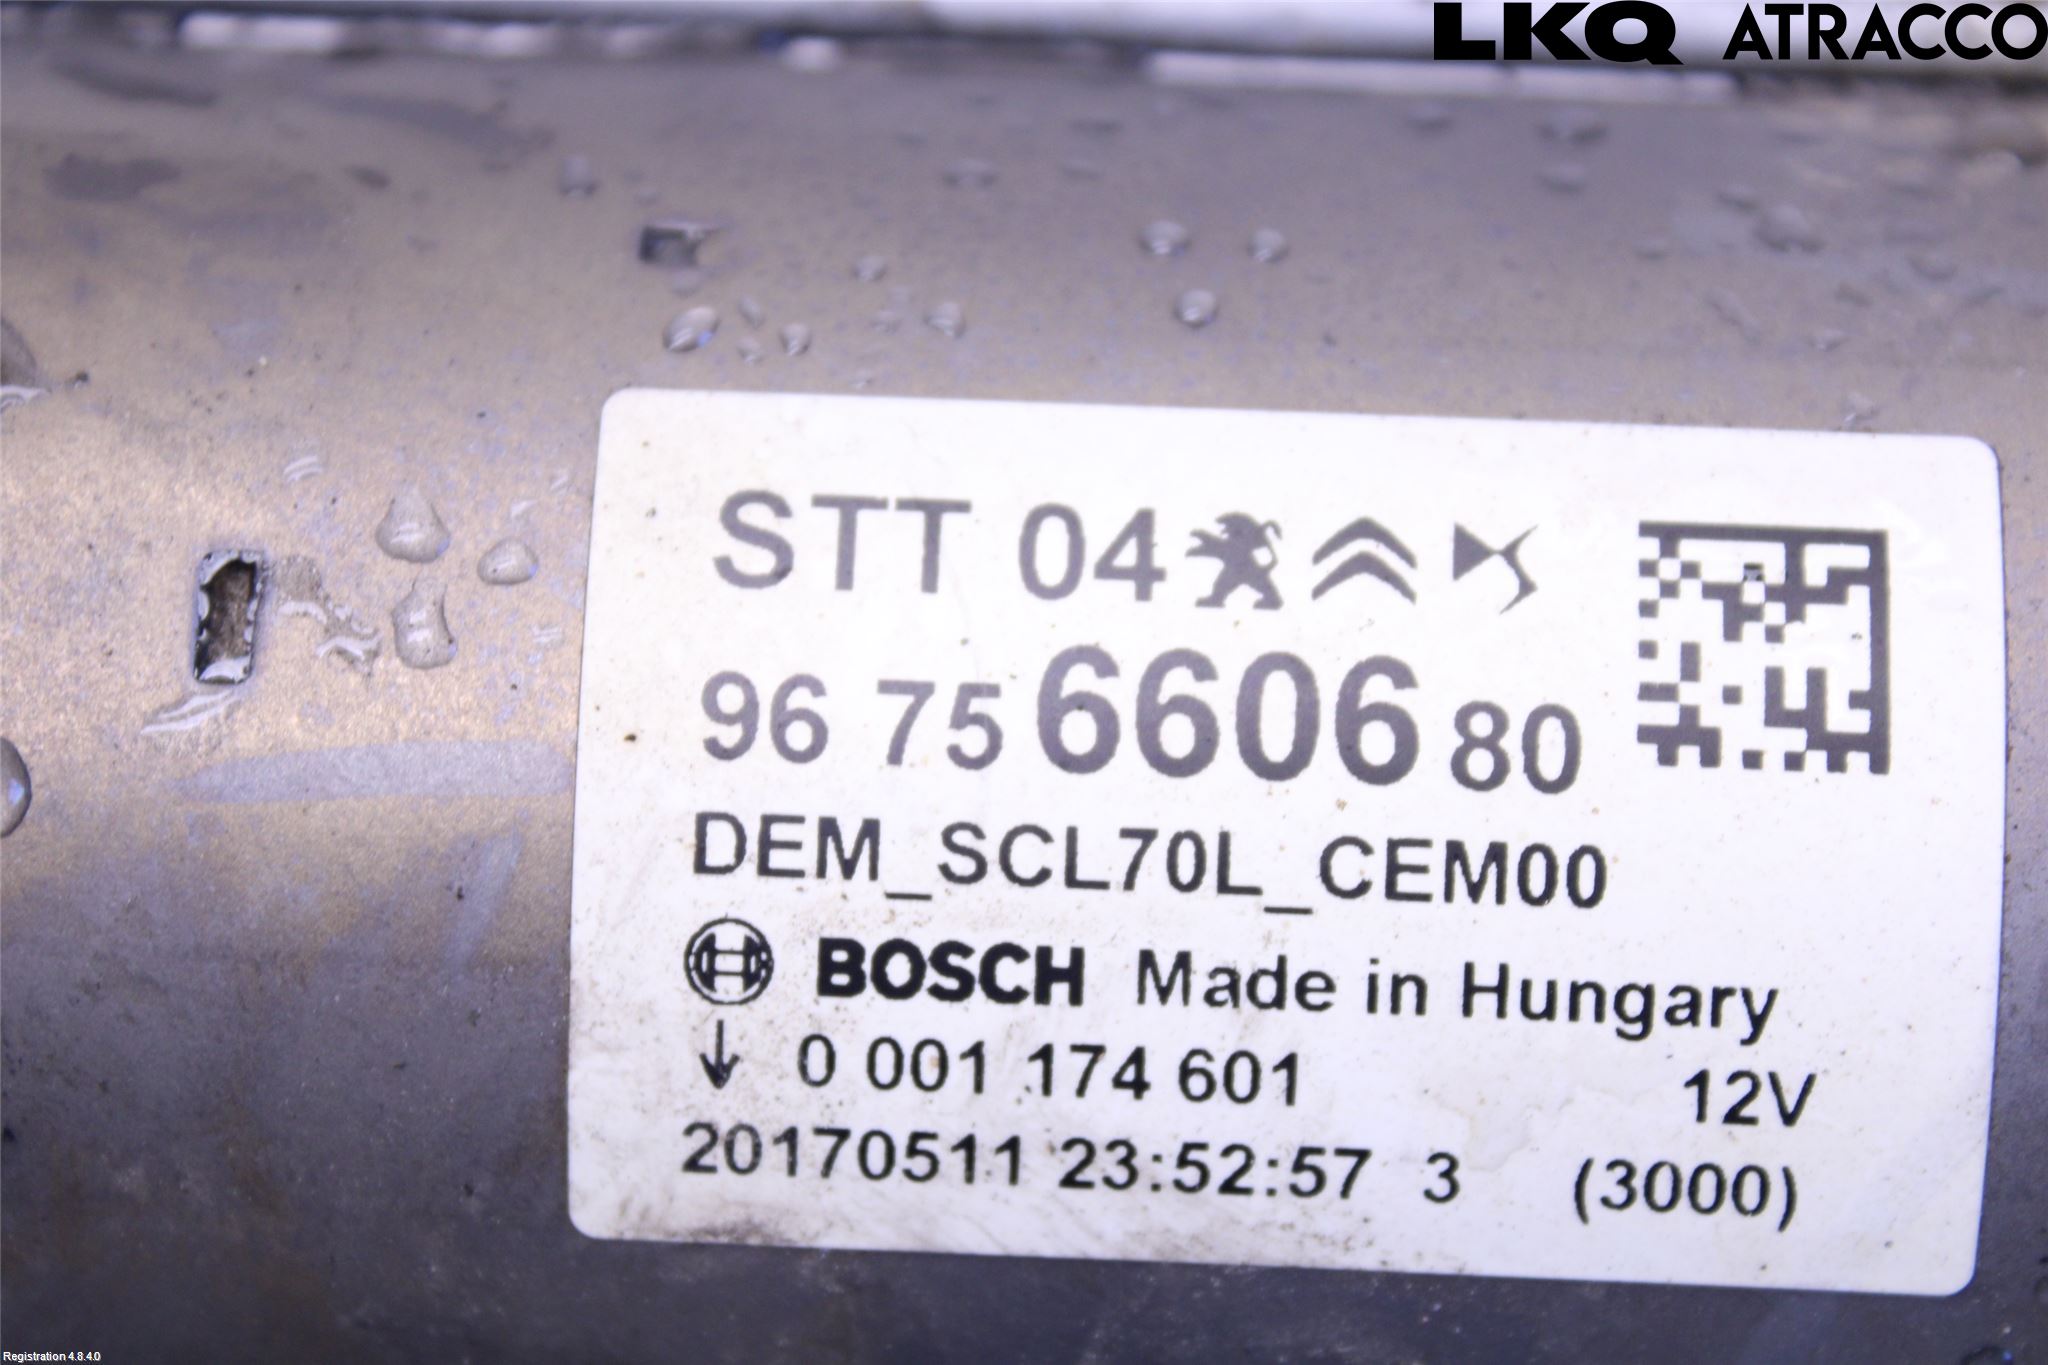 LKQ ATRACCO
STT 04
96 75 6606 80
DEM_SCL70L_CEM00
BOSCH Made in Hungary
↓ 0 001 174 601 12V
20170511 23:52:57 3 (3000)
Registration 4.8.4.0